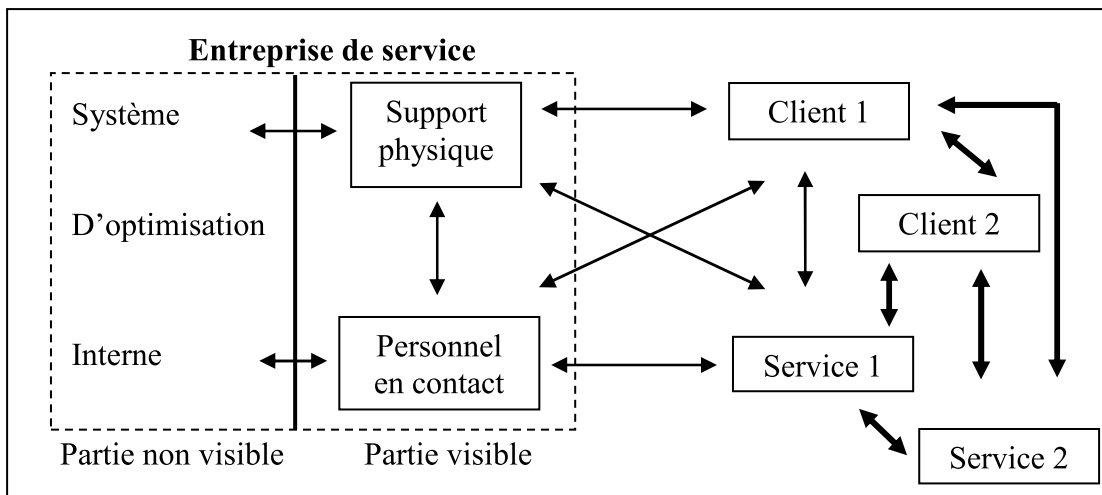 Entreprise de service
Système
D’optimisation
Interne
Support
physique
Personnel
en contact
Client 1
Client 2
Service 1
Service 2
Partie non visible
Partie visible